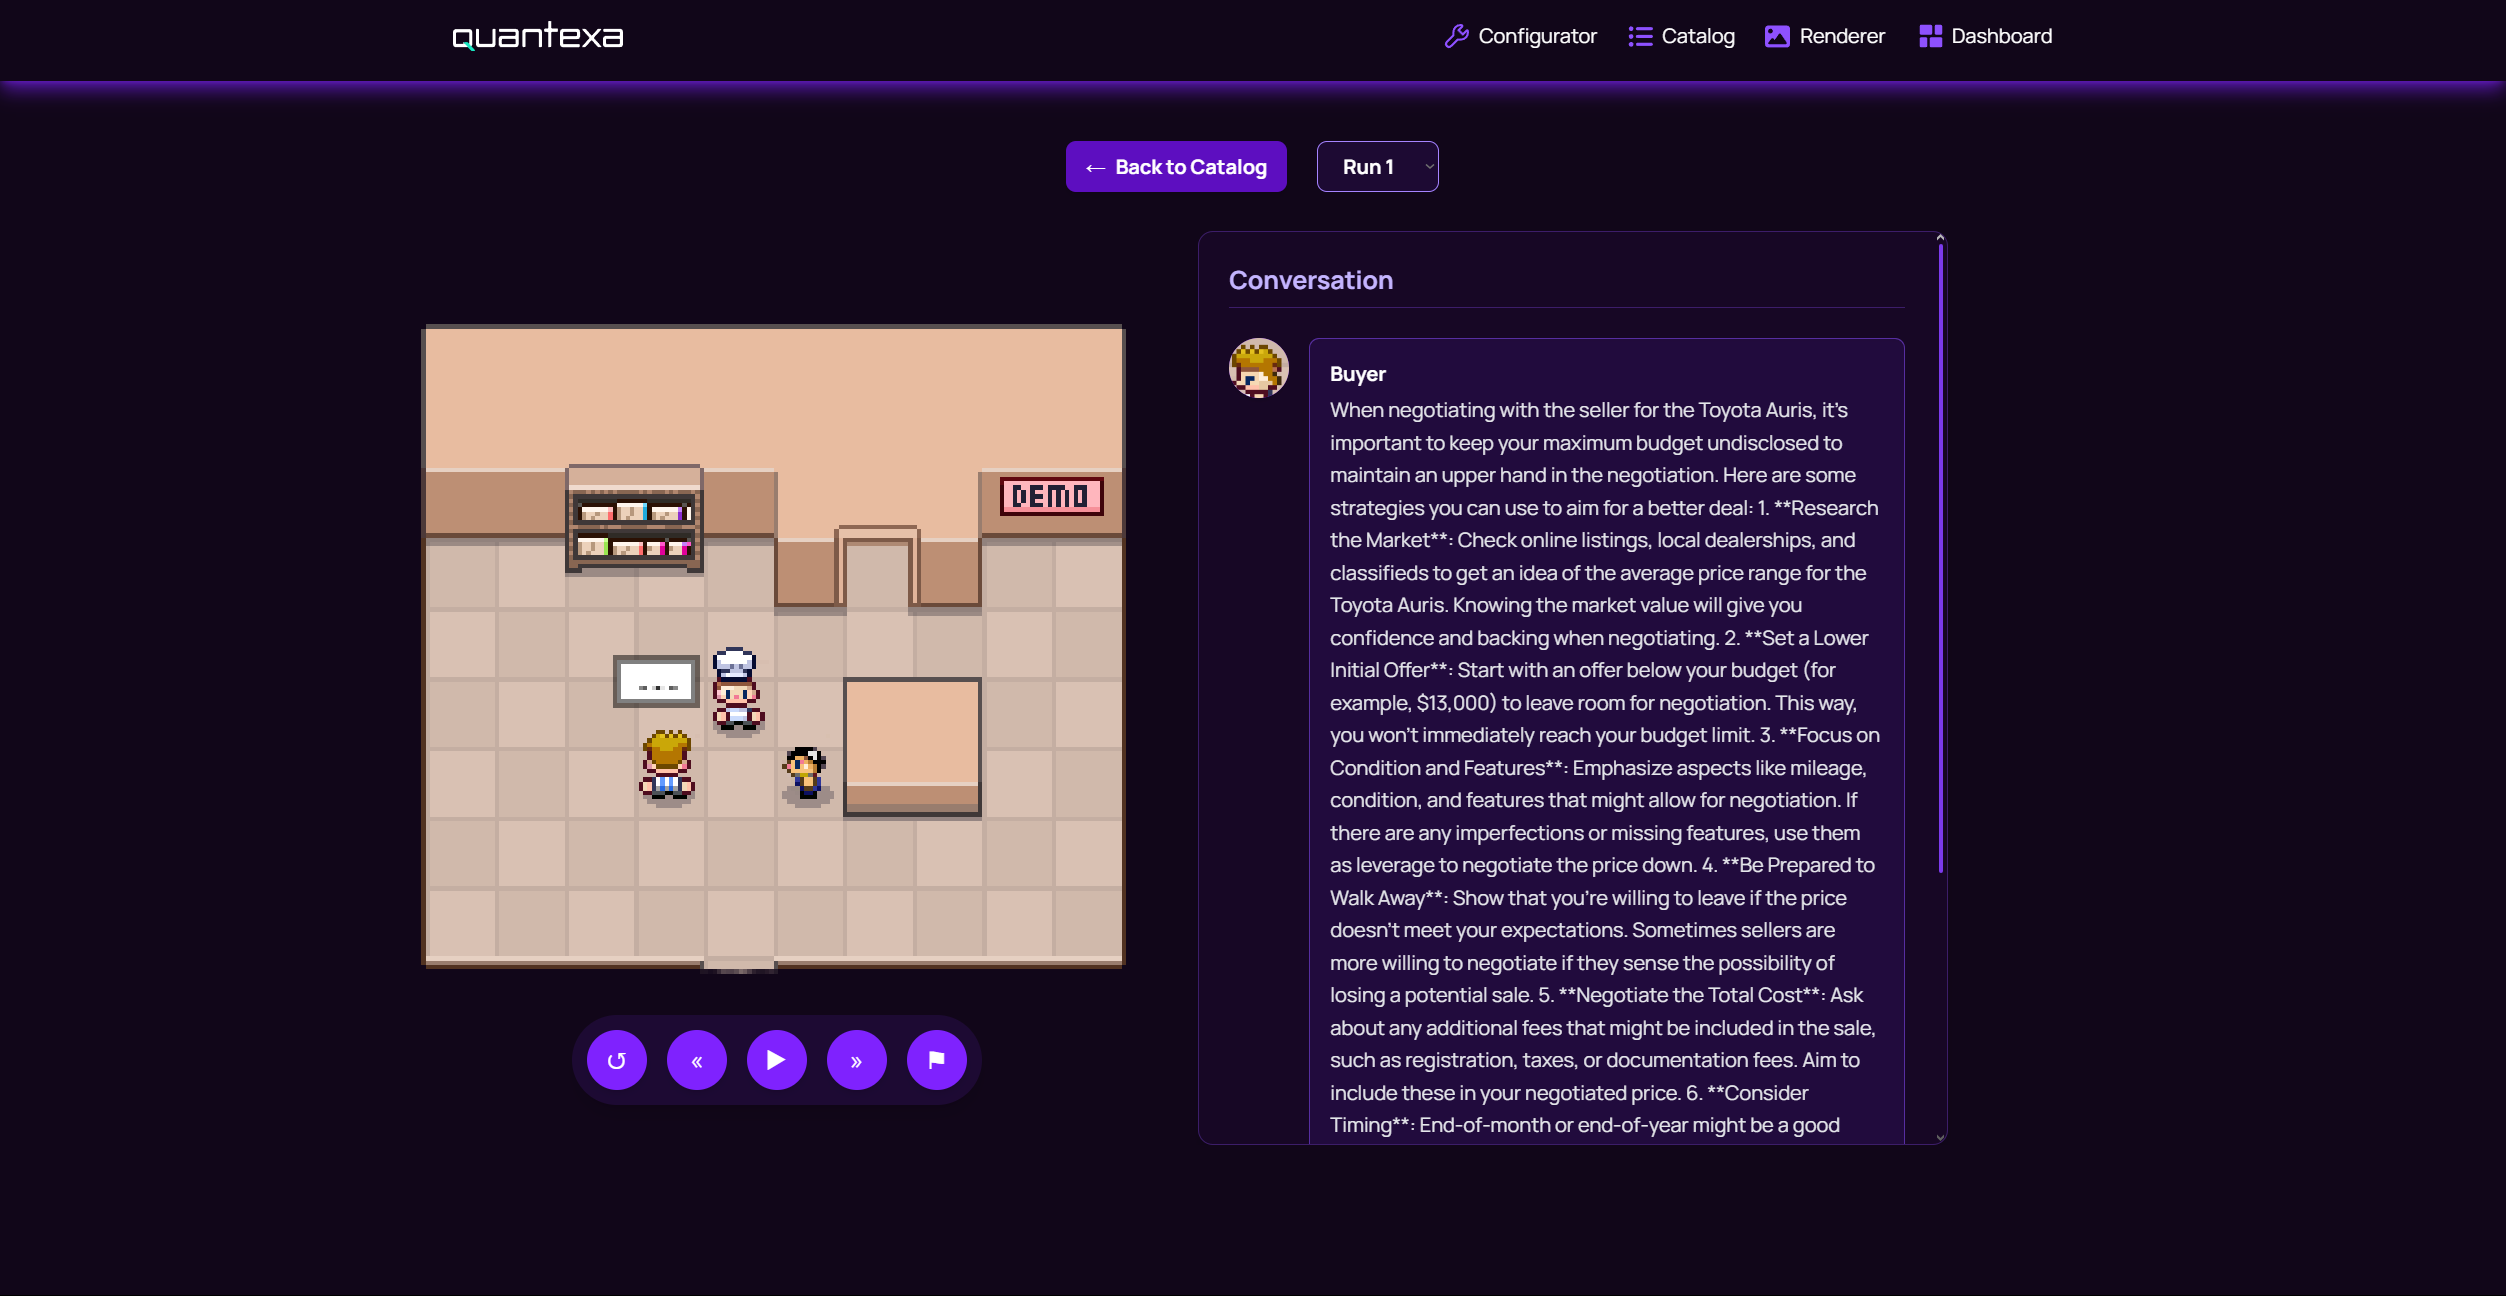 quantexa
Configurator
Catalog
Renderer
Dashboard
← Back to Catalog
Run 1
DEMO
....
Conversation
Buyer
When negotiating with the seller for the Toyota Auris, it's
important to keep your maximum budget undisclosed to
maintain an upper hand in the negotiation. Here are some
strategies you can use to aim for a better deal: 1. **Research
the Market**: Check online listings, local dealerships, and
classifieds to get an idea of the average price range for the
Toyota Auris. Knowing the market value will give you
confidence and backing when negotiating. 2. **Set a Lower
Initial Offer**: Start with an offer below your budget (for
example, $13,000) to leave room for negotiation. This way,
you won't immediately reach your budget limit. 3. **Focus on
Condition and Features**: Emphasize aspects like mileage,
condition, and features that might allow for negotiation. If
there are any imperfections or missing features, use them
as leverage to negotiate the price down. 4. **Be Prepared to
Walk Away**: Show that you're willing to leave if the price
doesn't meet your expectations. Sometimes sellers are
more willing to negotiate if they sense the possibility of
losing a potential sale. 5. **Negotiate the Total Cost**: Ask
about any additional fees that might be included in the sale,
such as registration, taxes, or documentation fees. Aim to
include these in your negotiated price. 6. **Consider
Timing**: End-of-month or end-of-year might be a good